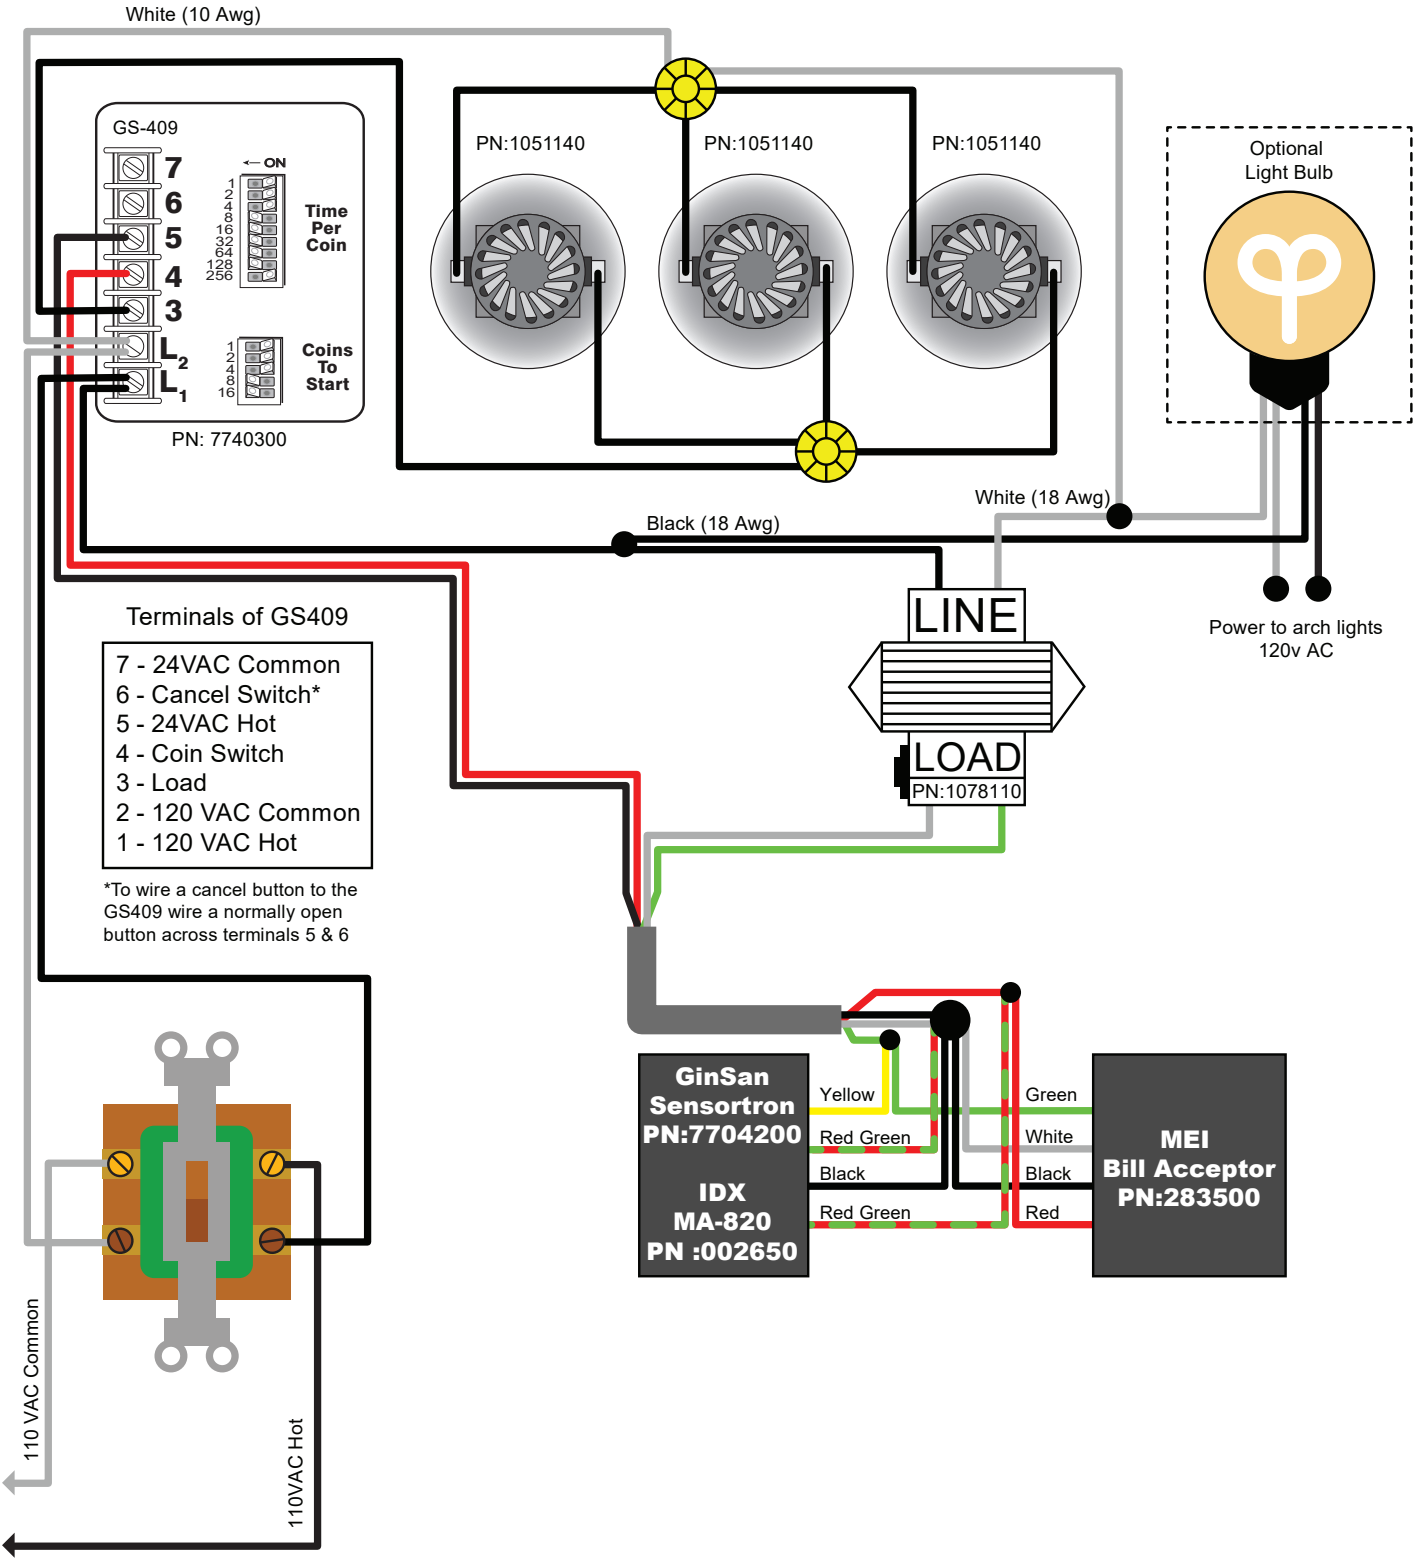 White (10 Awg)
GS-409
7
6
5
4
3
L2
L1
← ON
1
2
4
8
16
32
64
128
256
Time
Per
Coin
1
2
4
8
16
Coins
To
Start
PN: 7740300
PN:1051140
PN:1051140
PN:1051140
Optional
Light Bulb
White (18 Awg)
Black (18 Awg)
Power to arch lights
120v AC
LINE
LOAD
PN:1078110
Terminals of GS409
7 - 24VAC Common
6 - Cancel Switch*
5 - 24VAC Hot
4 - Coin Switch
3 - Load
2 - 120 VAC Common
1 - 120 VAC Hot
*To wire a cancel button to the
GS409 wire a normally open
button across terminals 5 & 6
GinSan
Sensortron
PN:7704200
IDX
MA-820
PN :002650
Yellow
Red Green
Black
Red Green
Green
White
Black
Red
MEI
Bill Acceptor
PN:283500
110 VAC Common
110VAC Hot